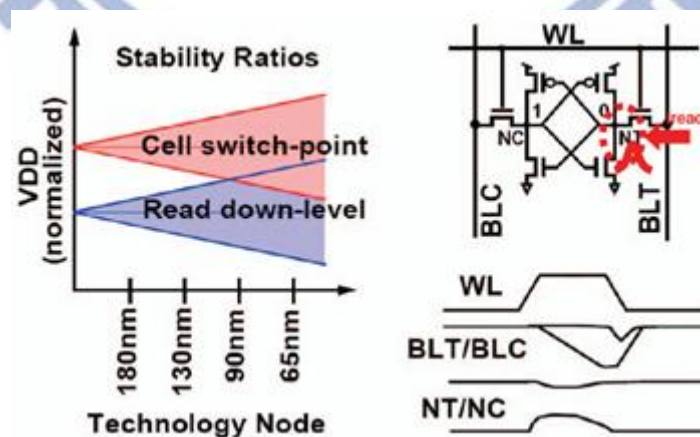 Stability Ratios
VDD
(normalized)
Cell switch-point
Read down-level
180nm
130nm
90nm
65nm
Technology Node
WL
1
0
read
NC
NT
BLC
BLT
WL
BLT/BLC
NT/NC